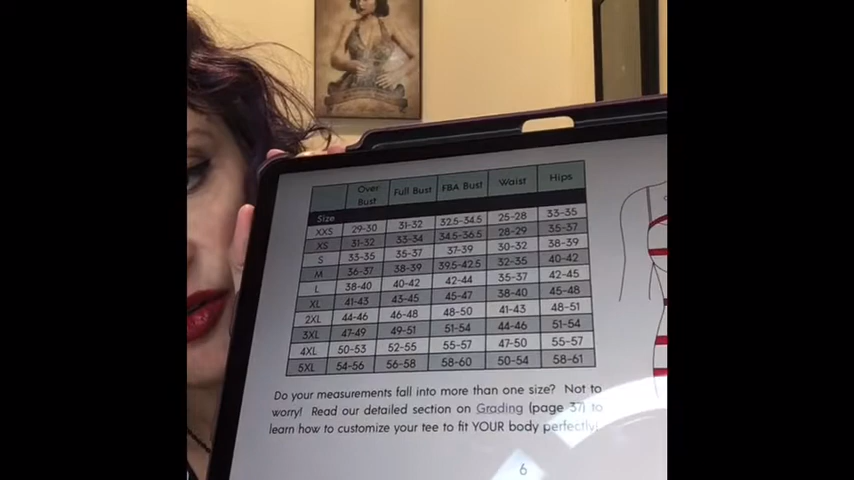 Size Over Bust Full Bust FBA Bust Waist Hips
XXS 29-30 31-32 32.5-34.5 25-28 33-35
XS 31-32 33-34 34.5-36.5 28-29 35-37
S 33-35 35-37 37-39 30-32 38-39
M 36-37 38-39 39.5-42.5 32-35 40-42
L 38-40 40-42 42-44 35-37 42-45
XL 41-43 43-45 45-47 38-40 45-48
2XL 44-46 46-48 48-50 41-43 48-51
3XL 47-49 49-51 51-54 44-46 51-54
4XL 50-53 52-55 55-57 47-50 55-57
5XL 54-56 56-58 58-60 50-54 58-61
Do your measurements fall into more than one size? Not to
worry! Read our detailed section on Grading (page 37) to
learn how to customize your tee to fit YOUR body perfectly!
6